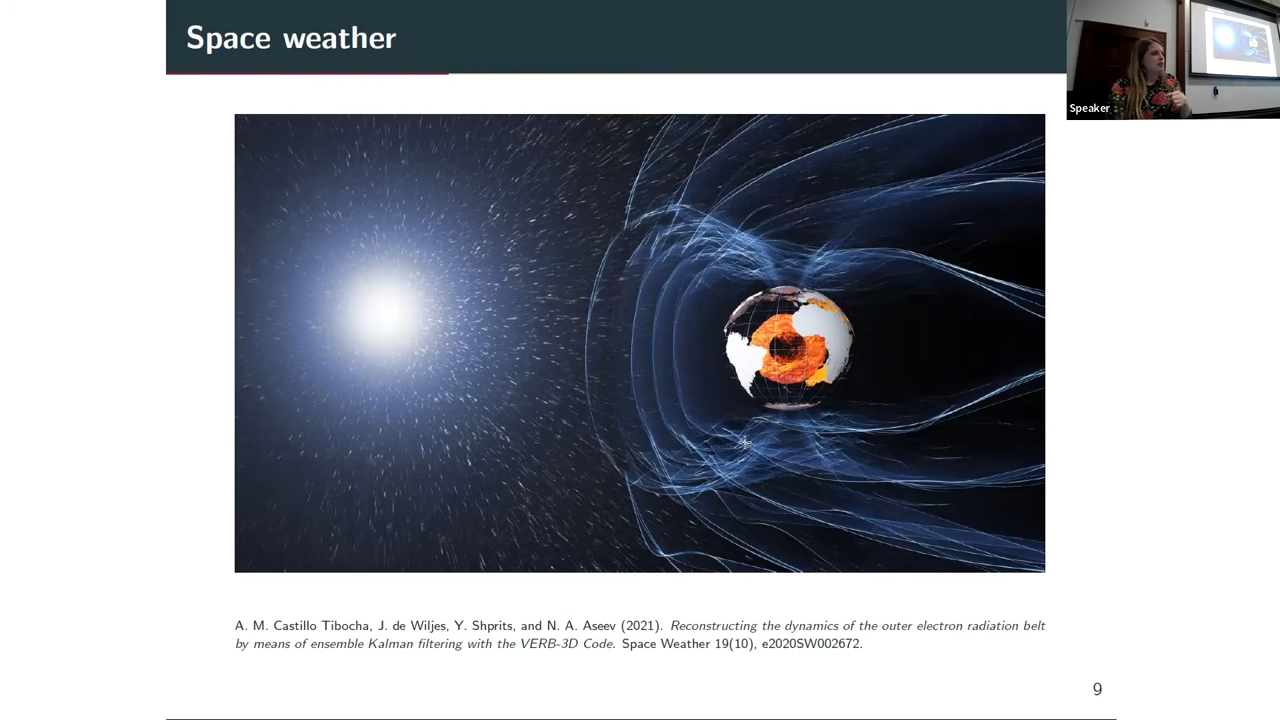 Space weather
Speaker
A. M. Castillo Tibocha, J. de Wiljes, Y. Shprits, and N. A. Aseev (2021). Reconstructing the dynamics of the outer electron radiation belt
by means of ensemble Kalman filtering with the VERB-3D Code. Space Weather 19(10), e2020SW002672.
9